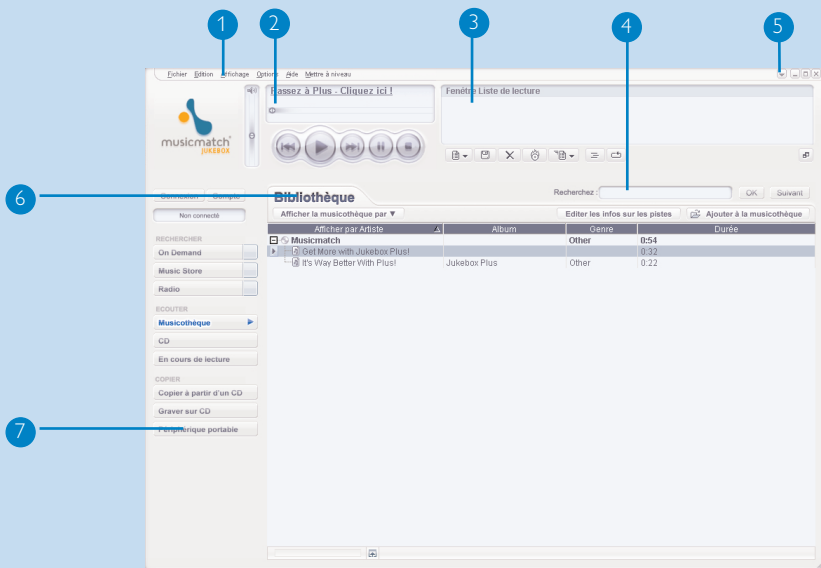 1 2 3 4 5
Fichier Edition Affichage Options Aide Mettre à niveau
Passez à Plus - Cliquez ici !
Fenêtre Liste de lecture
musicmatch
JUKEBOX
6
Connexion Compte
Bibliothèque
Recherchez :
OK Suivant
Non connecté
Afficher la musicothèque par ▼
Editer les infos sur les pistes
Ajouter à la musicothèque
Afficher par Artiste Album Genre Durée
Musicmatch Other 0:54
Get More with Jukebox Plus! 0:32
It's Way Better With Plus! Jukebox Plus Other 0:22
RECHERCHER
On Demand
Music Store
Radio
ECOUTER
Musicothèque
CD
En cours de lecture
COPIER
Copier à partir d'un CD
Graver sur CD
7
Périphérique portable